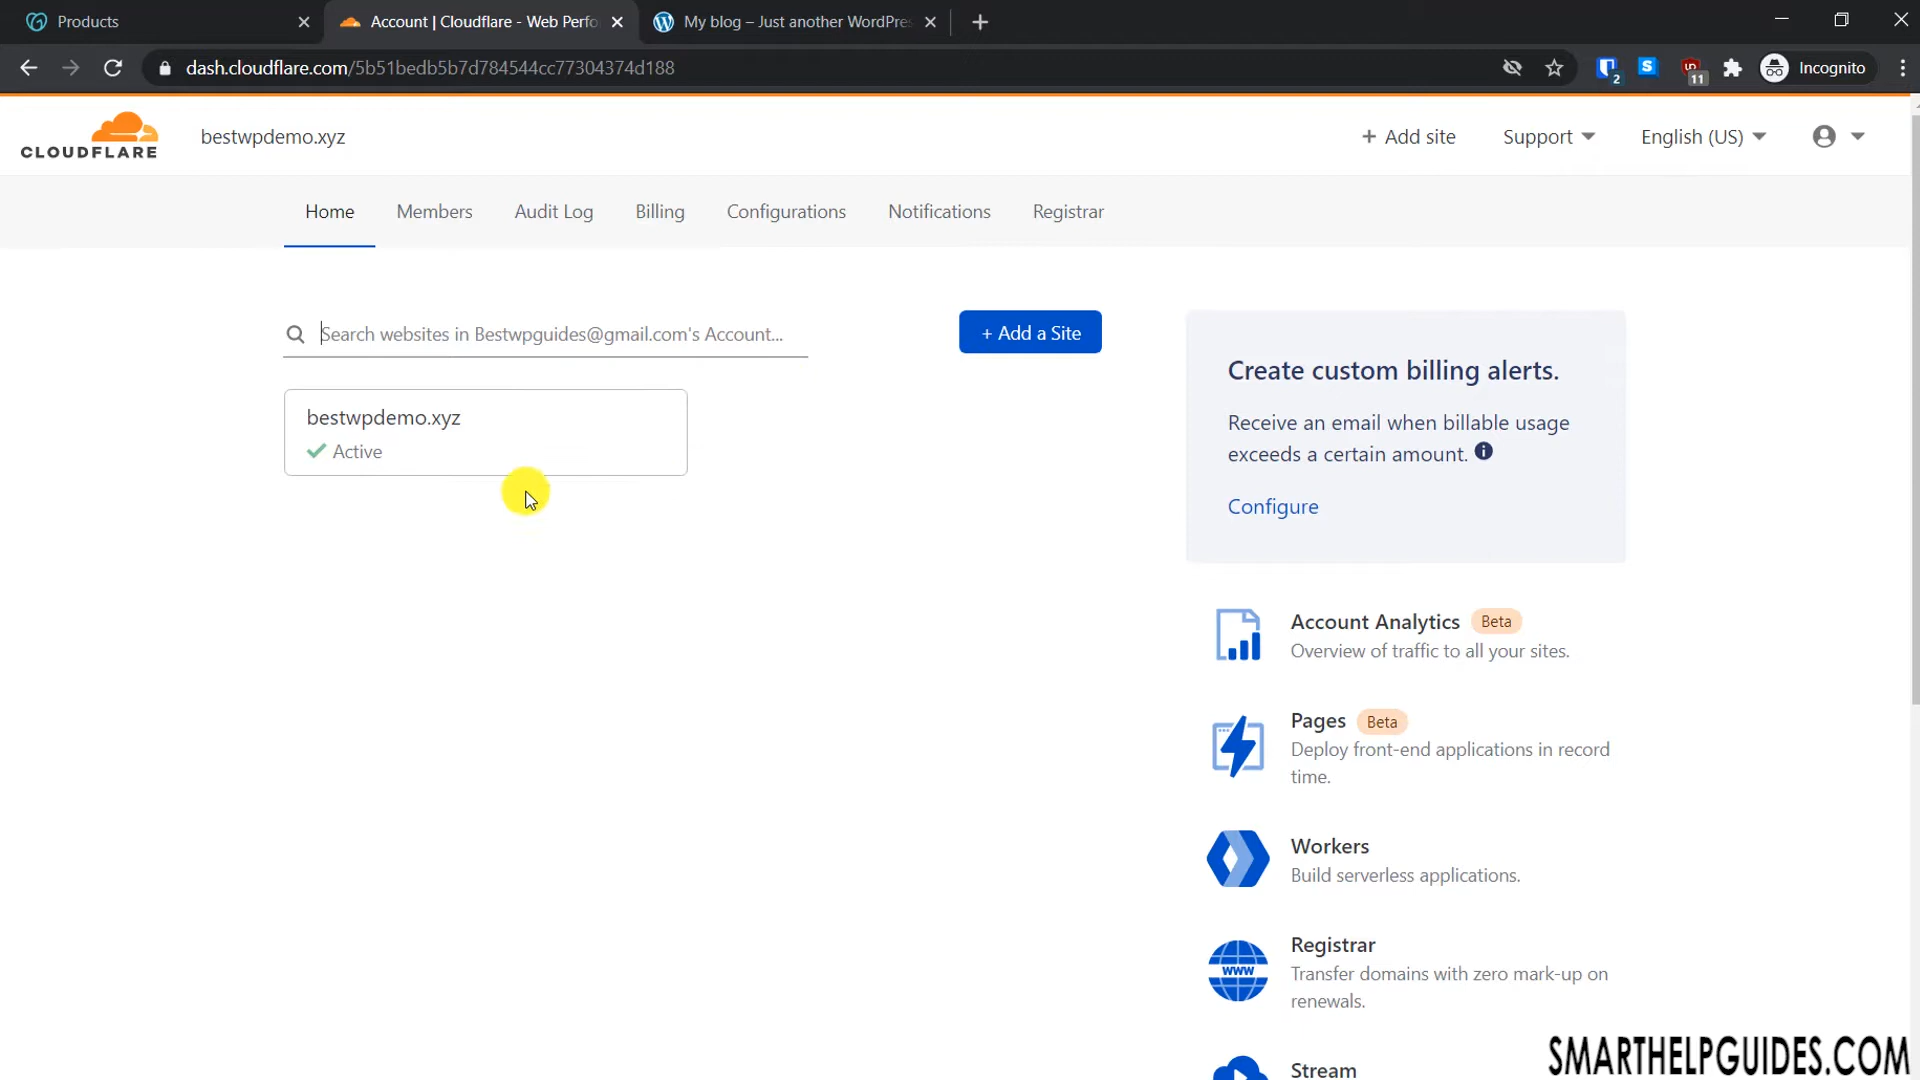 Products
Account | Cloudflare - Web Perfo
My blog – Just another WordPres
dash.cloudflare.com/5b51bedb5b7d784544cc77304374d188
2
S
11
Incognito
CLOUDFLARE
bestwpdemo.xyz
+ Add site
Support
English (US)
Home
Members
Audit Log
Billing
Configurations
Notifications
Registrar
Search websites in Bestwpguides@gmail.com's Account...
+ Add a Site
bestwpdemo.xyz
Active
Create custom billing alerts.
Receive an email when billable usage
exceeds a certain amount.
Configure
Account Analytics Beta
Overview of traffic to all your sites.
Pages Beta
Deploy front-end applications in record
time.
Workers
Build serverless applications.
www
Registrar
Transfer domains with zero mark-up on
renewals.
Stream
SMARTHELPGUIDES.COM